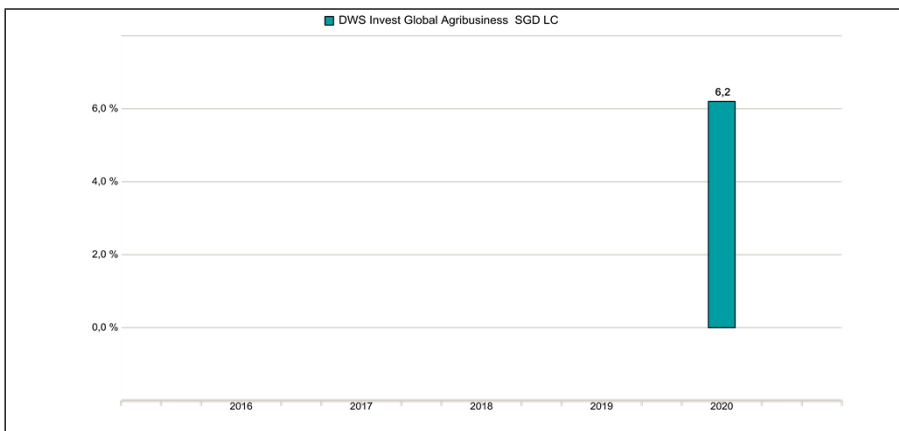 DWS Invest Global Agribusiness SGD LC
6,2
6,0 %
4,0 %
2,0 %
0,0 %
2016 2017 2018 2019 2020